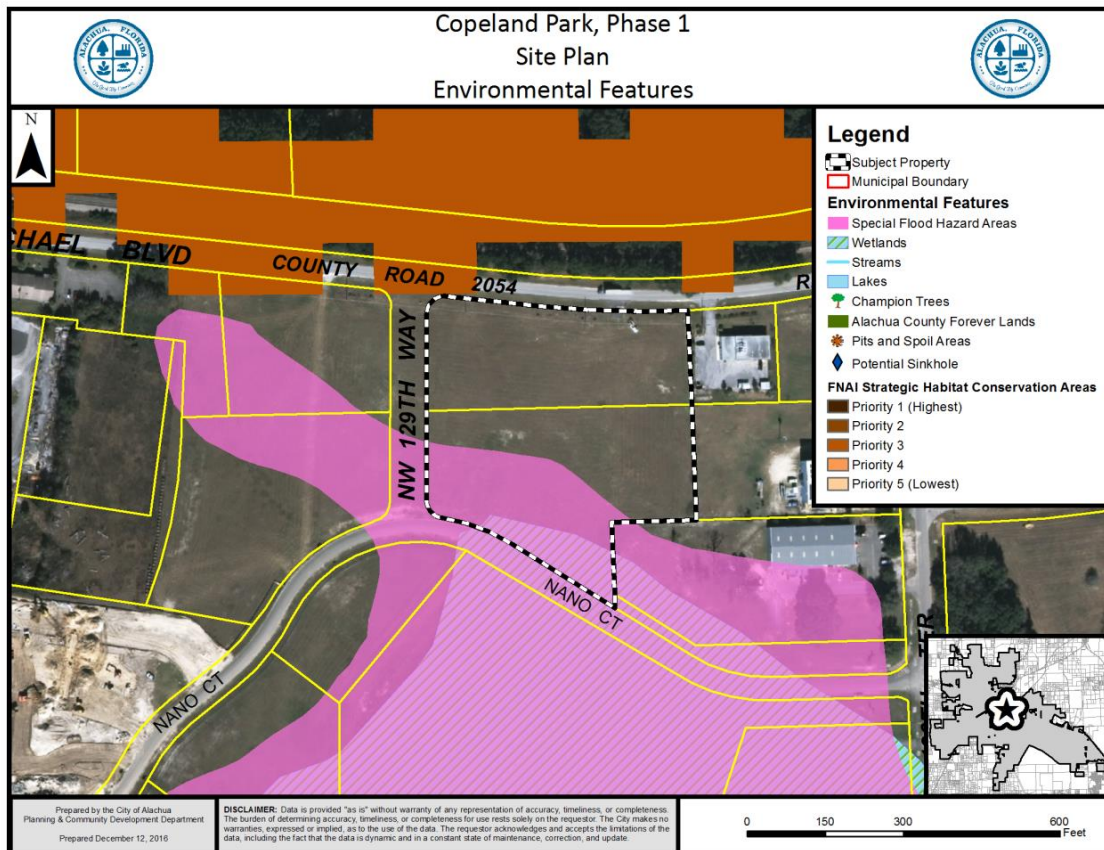 Copeland Park, Phase 1
Site Plan
Environmental Features
ALACHUA, FLORIDA
ALACHUA, FLORIDA
N
CHAEL BLVD
COUNTY ROAD 2054
R
NW 129TH WAY
NANO CT
NANO CT
TER
Legend
Subject Property
Municipal Boundary
Environmental Features
Special Flood Hazard Areas
Wetlands
Streams
Lakes
Champion Trees
Alachua County Forever Lands
Pits and Spoil Areas
Potential Sinkhole
FNAI Strategic Habitat Conservation Areas
Priority 1 (Highest)
Priority 2
Priority 3
Priority 4
Priority 5 (Lowest)
Prepared by the City of Alachua
Planning & Community Development Department
Prepared December 12, 2016
DISCLAIMER: Data is provided "as is" without warranty of any representation of accuracy, timeliness, or completeness.
The burden of determining accuracy, timeliness, or completeness for use rests solely on the requestor. The City makes no
warranties, expressed or implied, as to the use of the data. The requestor acknowledges and accepts the limitations of the
data, including the fact that the data is dynamic and in a constant state of maintenance, correction, and update.
0 150 300 600
Feet